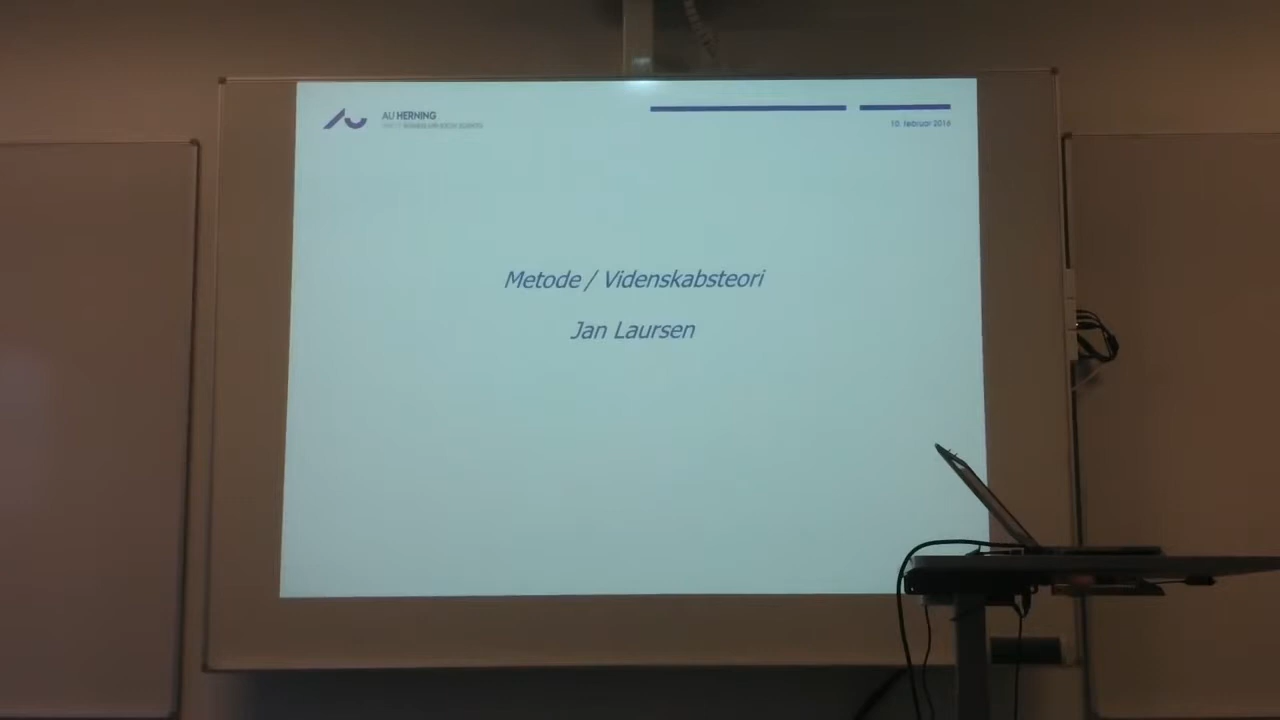 AU HERNING
10. februar 2016
Metode / Videnskabsteori
Jan Laursen